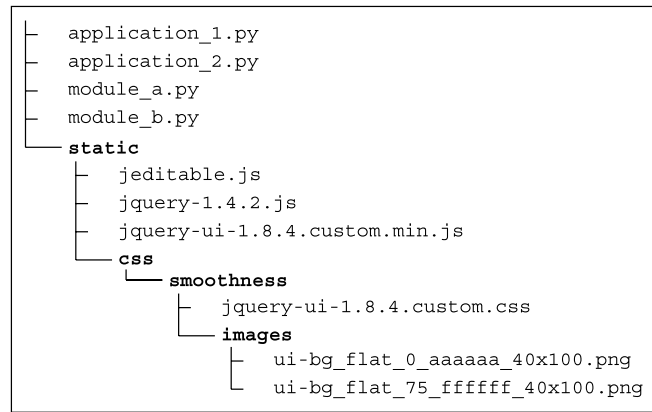 application_1.py
application_2.py
module_a.py
module_b.py
static
jeditable.js
jquery-1.4.2.js
jquery-ui-1.8.4.custom.min.js
css
smoothness
jquery-ui-1.8.4.custom.css
images
ui-bg_flat_0_aaaaaa_40x100.png
ui-bg_flat_75_ffffff_40x100.png